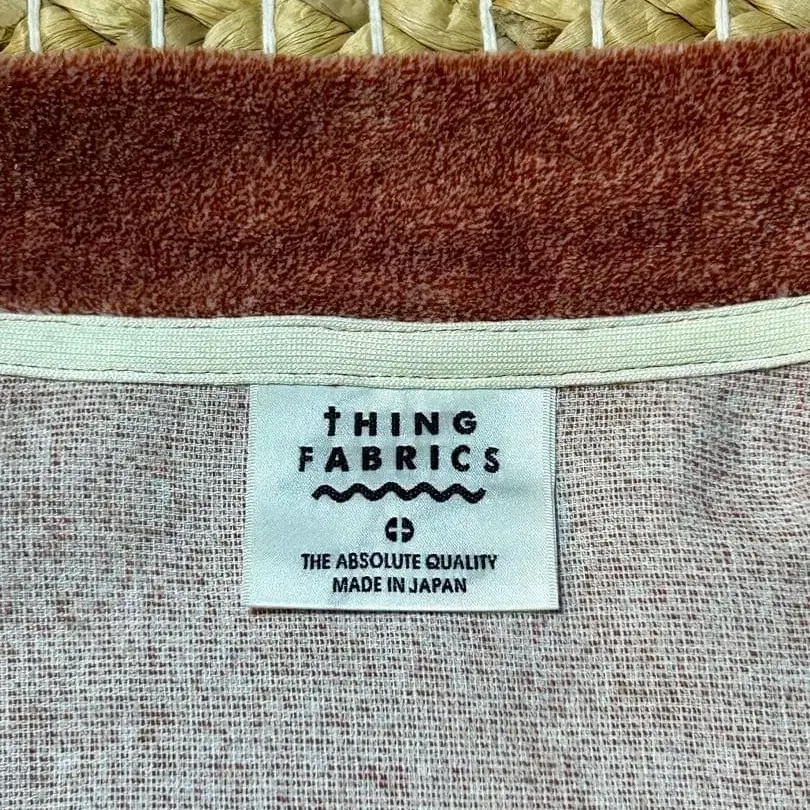 tHING
FABRICS
THE ABSOLUTE QUALITY
MADE IN JAPAN